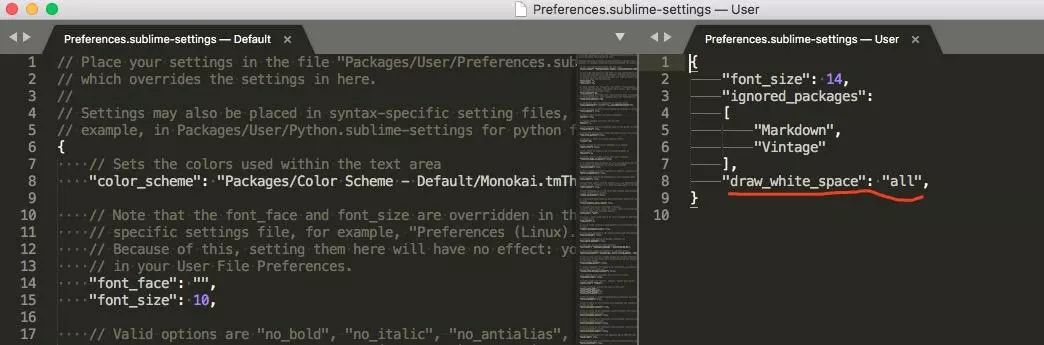 Preferences.sublime-settings — User
Preferences.sublime-settings — Default ×
1 // Place your settings in the file "Packages/User/Preferences.sub
2 // which overrides the settings in here.
3 //
4 // Settings may also be placed in syntax-specific setting files,
5 // example, in Packages/User/Python.sublime-settings for python f
6 {
7 // Sets the colors used within the text area
8 "color_scheme": "Packages/Color Scheme - Default/Monokai.tmTh
9
10 // Note that the font_face and font_size are overridden in th
11 // specific settings file, for example, "Preferences (Linux).
12 // Because of this, setting them here will have no effect: yo
13 // in your User File Preferences.
14 "font_face": "",
15 "font_size": 10,
16
17 // Valid options are "no_bold", "no_italic", "no_antialias",
Preferences.sublime-settings — User ×
1 {
2 "font_size": 14,
3 "ignored_packages":
4 [
5 "Markdown",
6 "Vintage"
7 ],
8 "draw_white_space": "all",
9 }
10